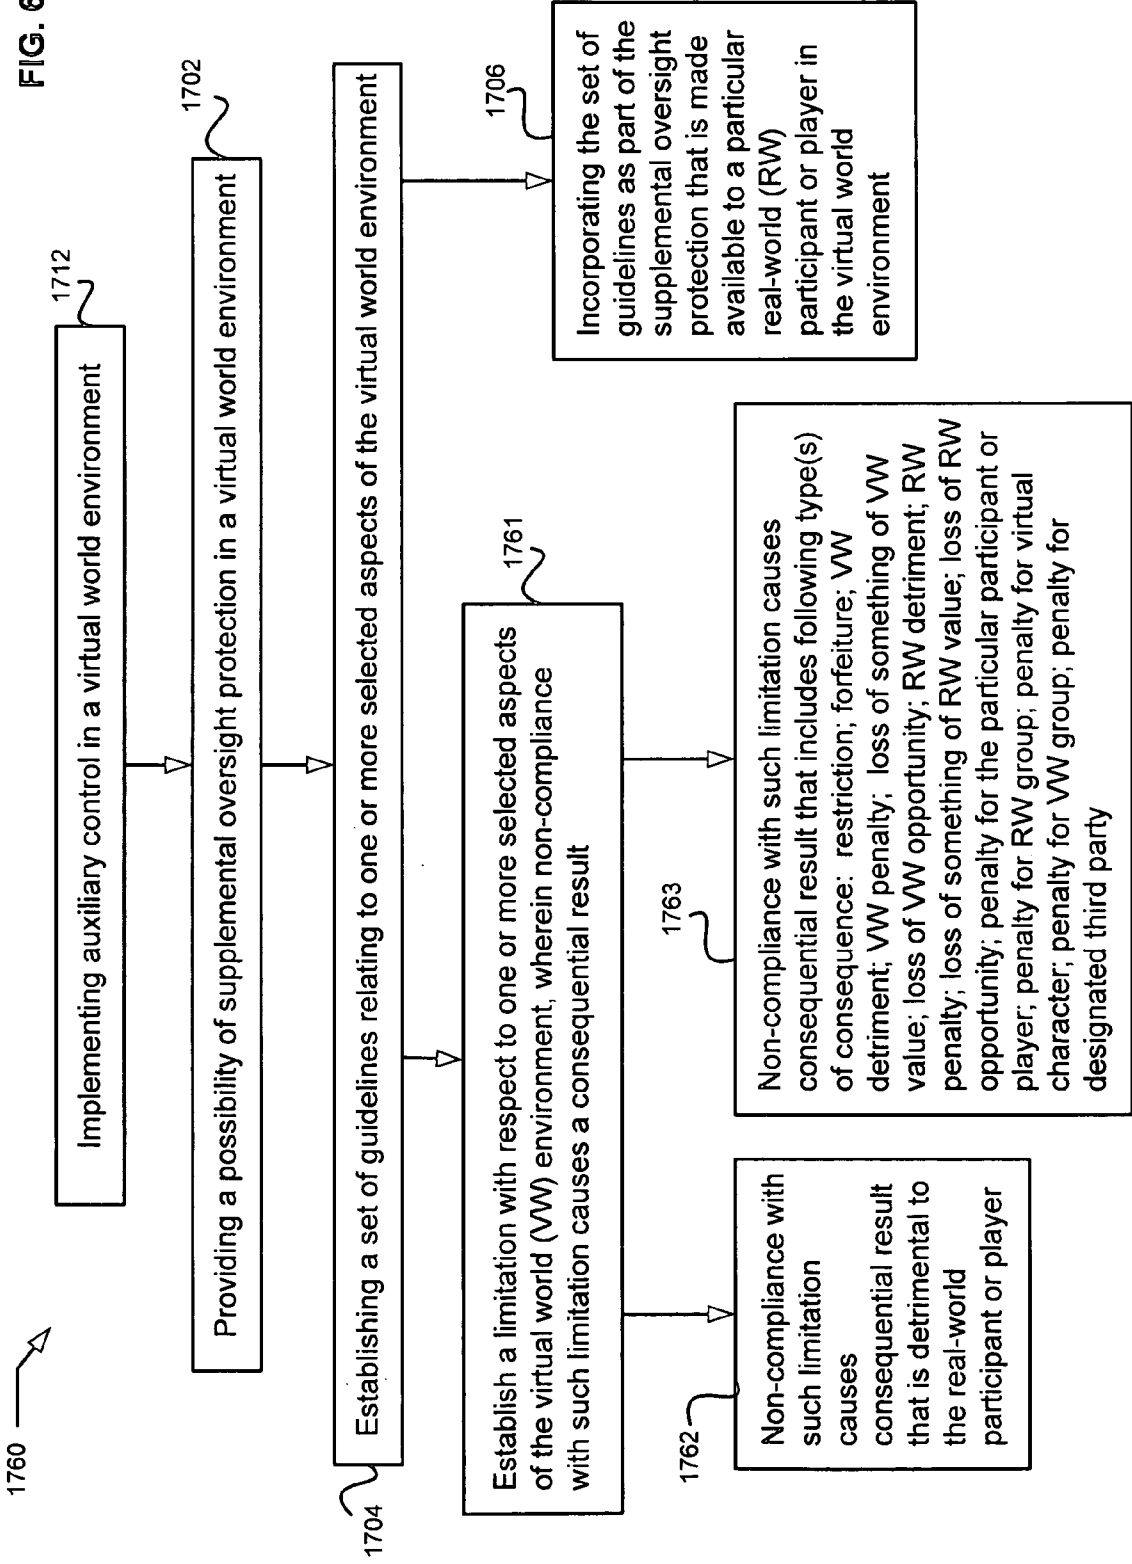 FIG. 6
1760
1712
Implementing auxiliary control in a virtual world environment
1702
Providing a possibility of supplemental oversight protection in a virtual world environment
1704
Establishing a set of guidelines relating to one or more selected aspects of the virtual world environment
1761
Establish a limitation with respect to one or more selected aspects
of the virtual world (VW) environment, wherein non-compliance
with such limitation causes a consequential result
1706
Incorporating the set of
guidelines as part of the
supplemental oversight
protection that is made
available to a particular
real-world (RW)
participant or player in
the virtual world
environment
1762
Non-compliance with
such limitation
causes
consequential result
that is detrimental to
the real-world
participant or player
1763
Non-compliance with such limitation causes
consequential result that includes following type(s)
of consequence: restriction; forfeiture; VW
detriment; VW penalty; loss of something of VW
value; loss of VW opportunity; RW detriment; RW
penalty; loss of something of RW value; loss of RW
opportunity; penalty for the particular participant or
player; penalty for RW group; penalty for virtual
character; penalty for VW group; penalty for
designated third party